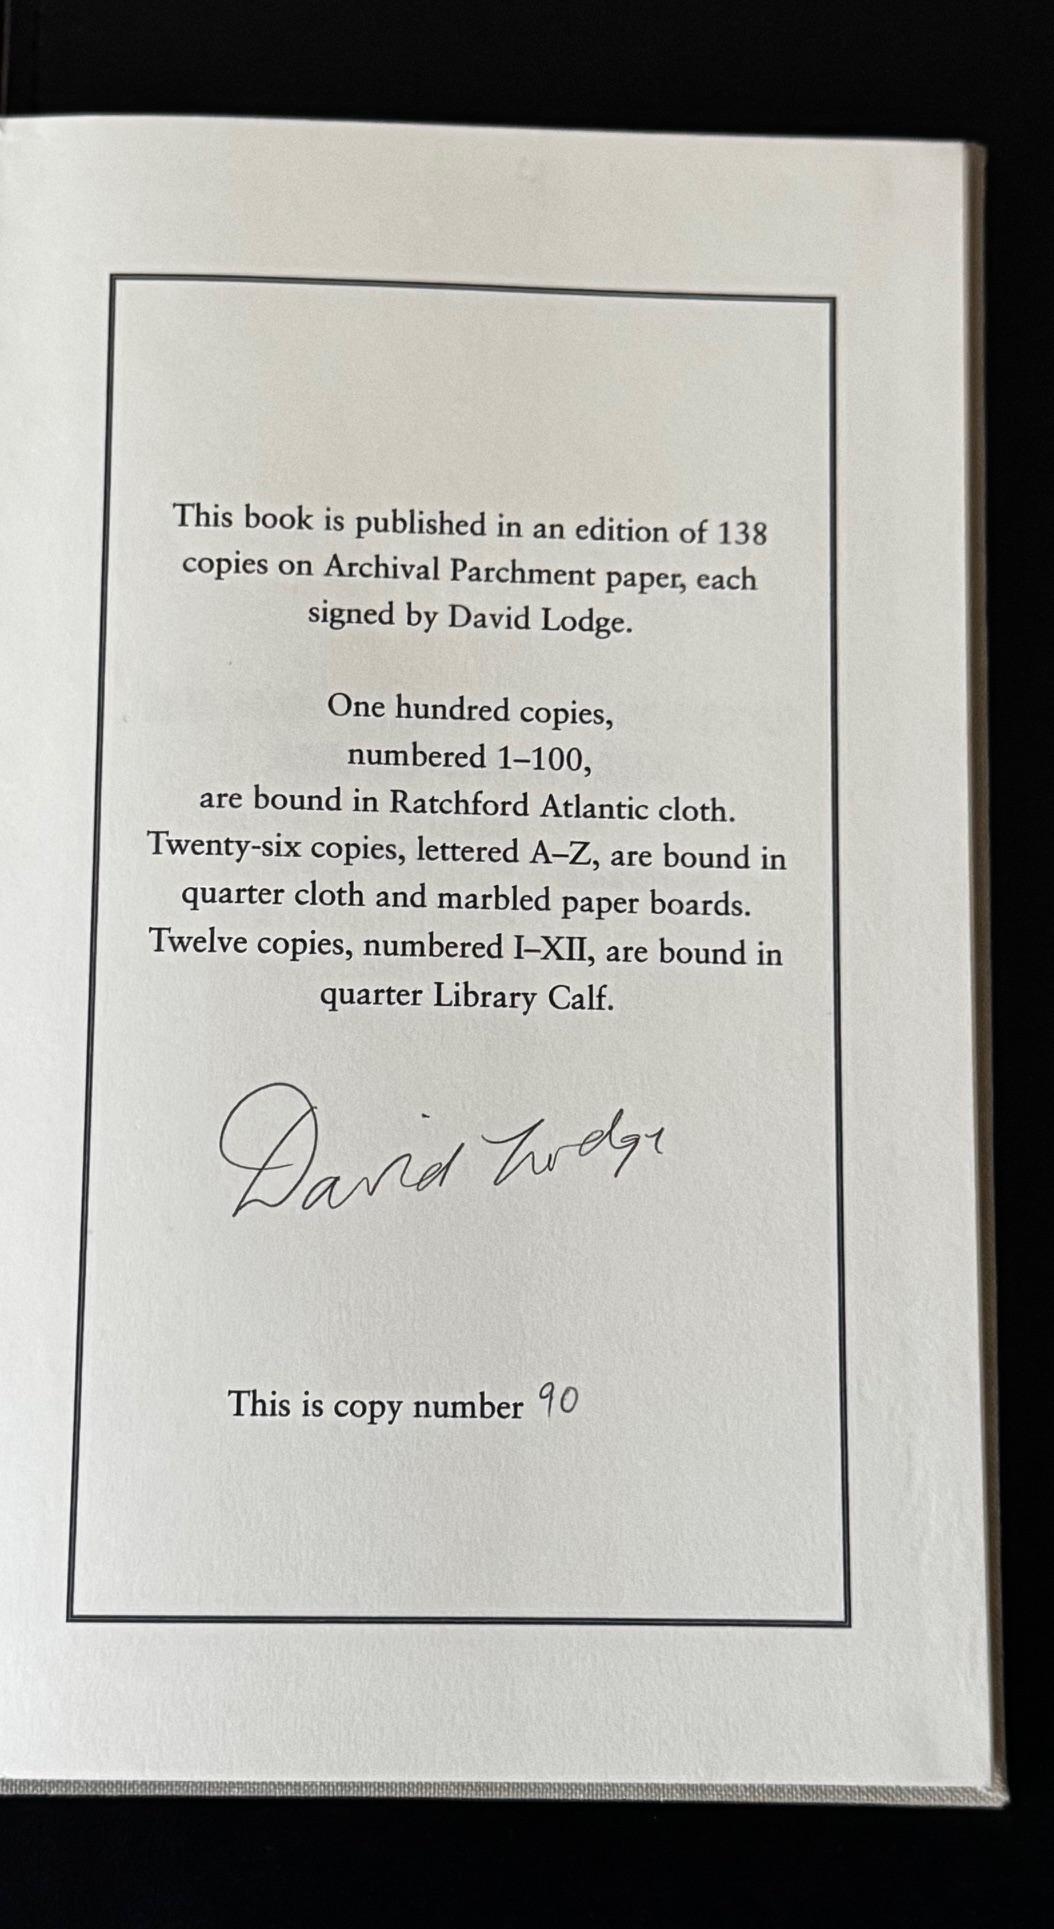 This book is published in an edition of 138
copies on Archival Parchment paper, each
signed by David Lodge.
One hundred copies,
numbered 1–100,
are bound in Ratchford Atlantic cloth.
Twenty-six copies, lettered A–Z, are bound in
quarter cloth and marbled paper boards.
Twelve copies, numbered I–XII, are bound in
quarter Library Calf.
David Lodge
This is copy number 90